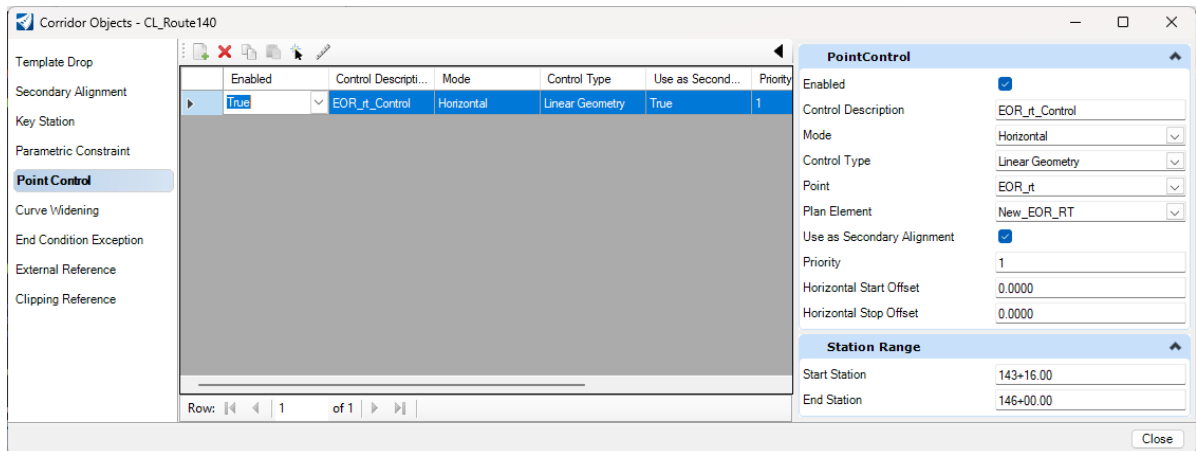 Corridor Objects - CL_Route140
Template Drop
Secondary Alignment
Key Station
Parametric Constraint
Point Control
Curve Widening
End Condition Exception
External Reference
Clipping Reference
Enabled Control Descripti... Mode Control Type Use as Second... Priority
True EOR_rt_Control Horizontal Linear Geometry True 1
Row: 1 of 1
PointControl
Enabled
Control Description EOR_rt_Control
Mode Horizontal
Control Type Linear Geometry
Point EOR_rt
Plan Element New_EOR_RT
Use as Secondary Alignment
Priority 1
Horizontal Start Offset 0.0000
Horizontal Stop Offset 0.0000
Station Range
Start Station 143+16.00
End Station 146+00.00
Close